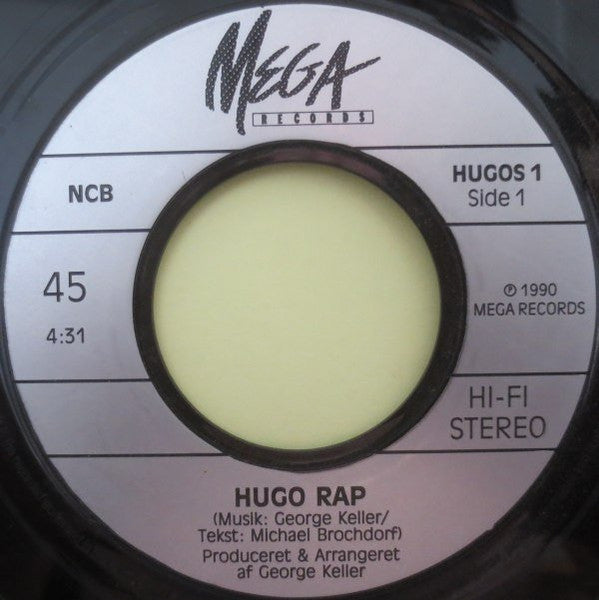 MEGA
RECORDS
NCB
HUGOS 1
Side 1
45
4:31
℗ 1990
MEGA RECORDS
HI-FI
STEREO
HUGO RAP
(Musik: George Keller/
Tekst: Michael Brochdorf)
Produceret & Arrangeret
af George Keller